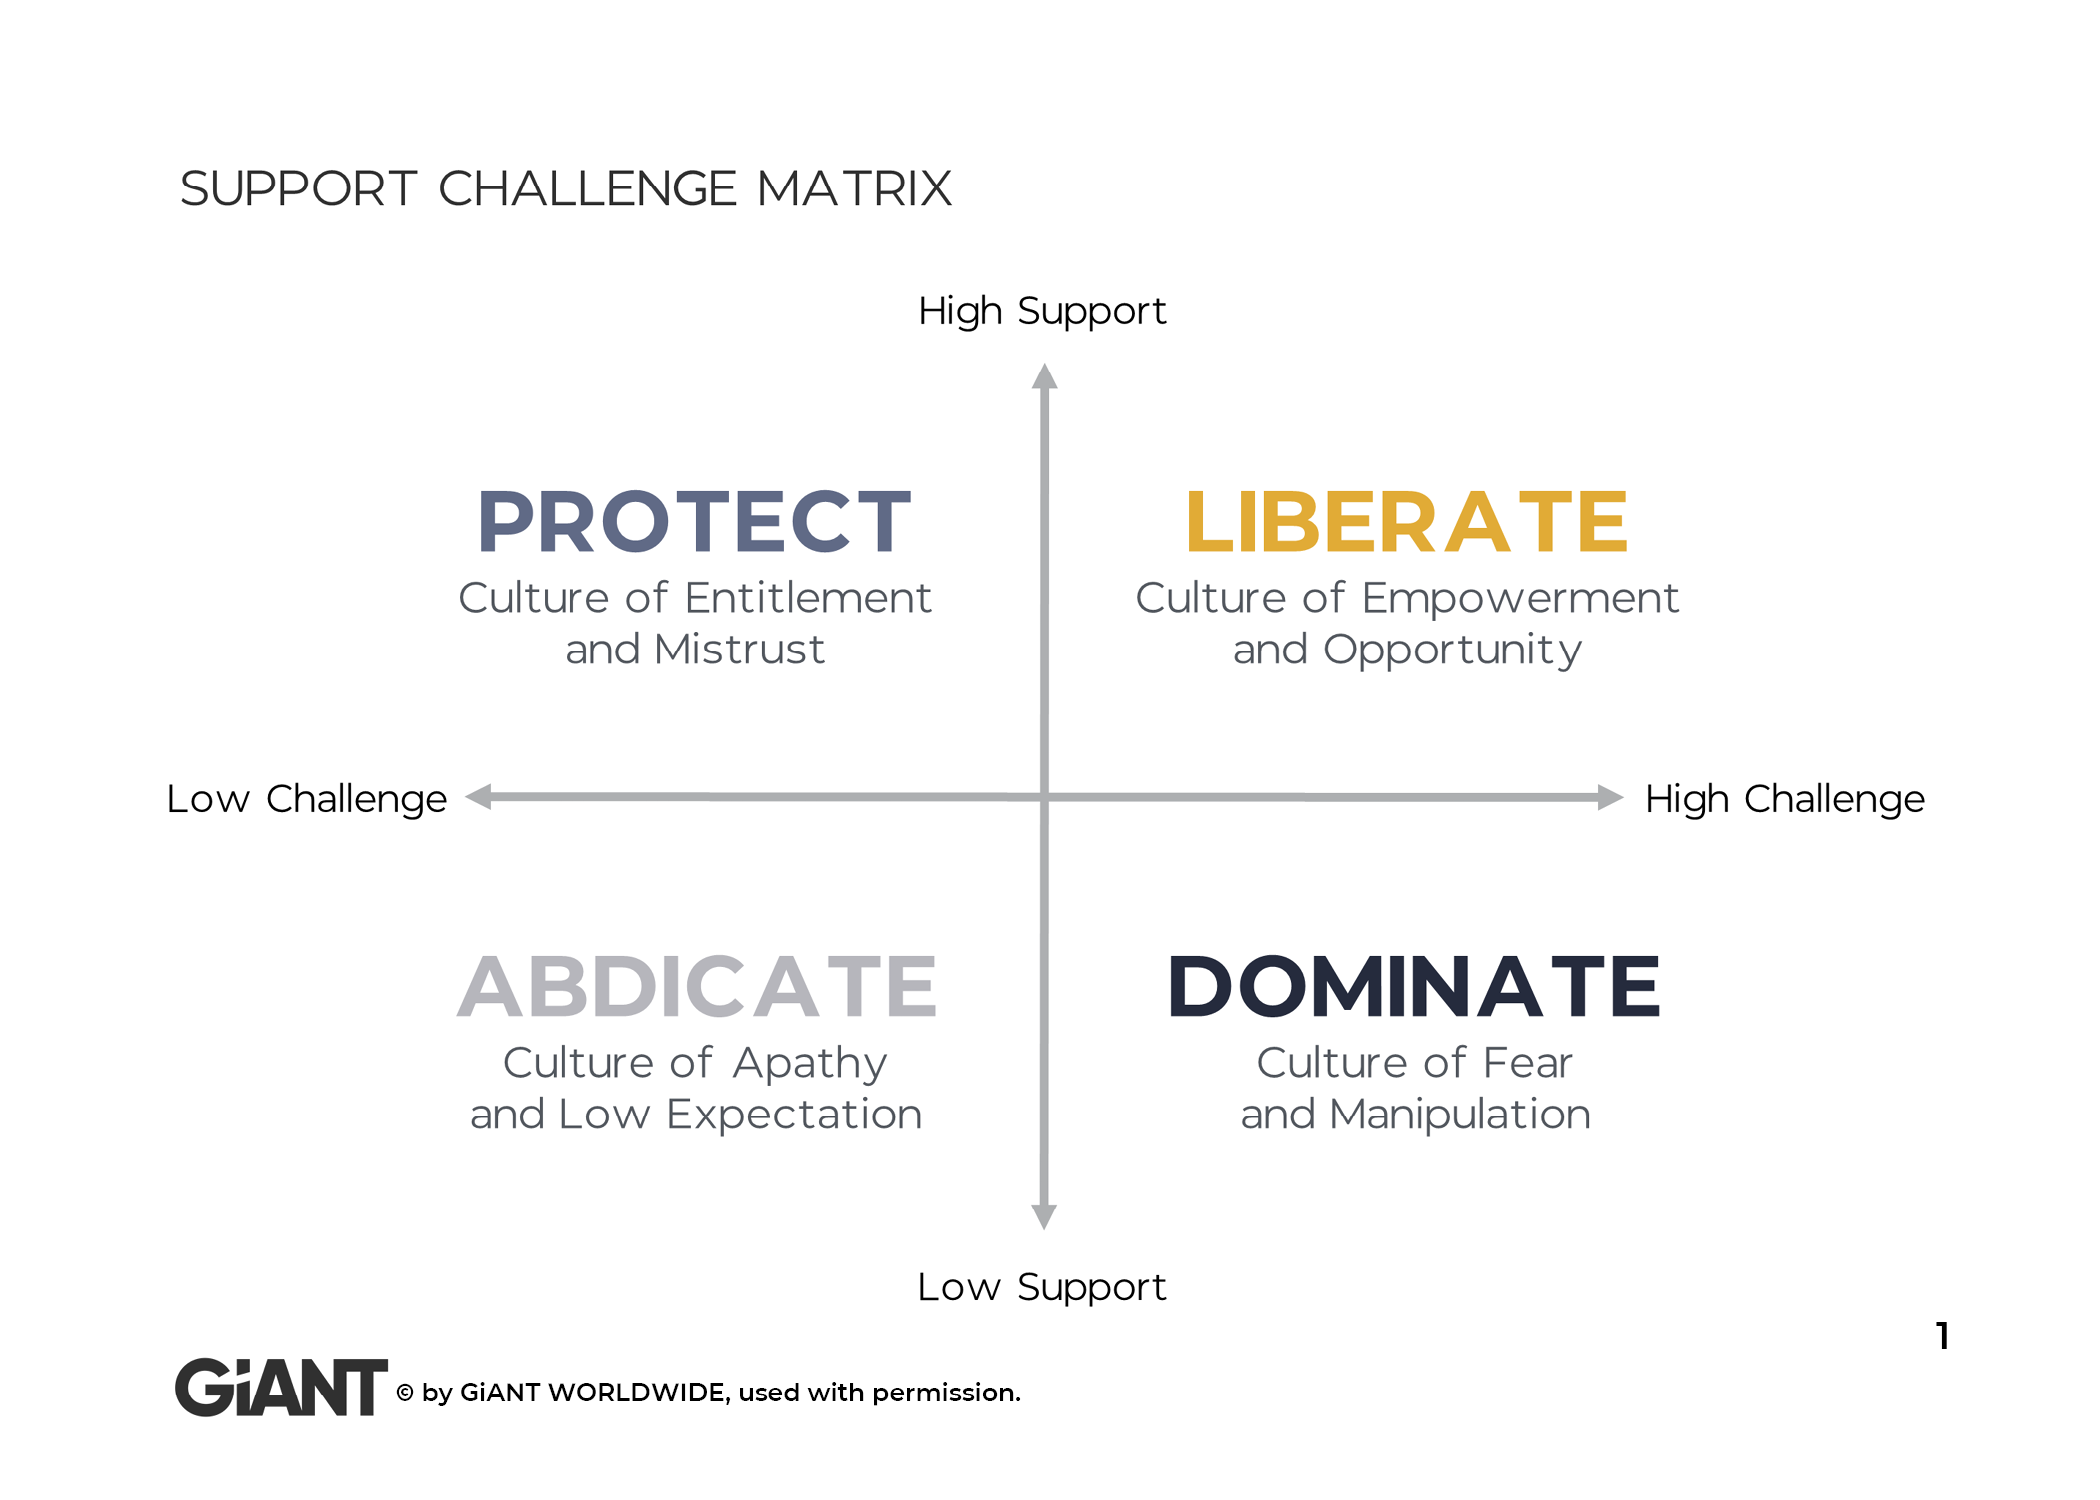 SUPPORT CHALLENGE MATRIX
High Support
PROTECT
Culture of Entitlement
and Mistrust
LIBERATE
Culture of Empowerment
and Opportunity
Low Challenge
High Challenge
ABDICATE
Culture of Apathy
and Low Expectation
DOMINATE
Culture of Fear
and Manipulation
Low Support
1
GiANT © by GiANT WORLDWIDE, used with permission.